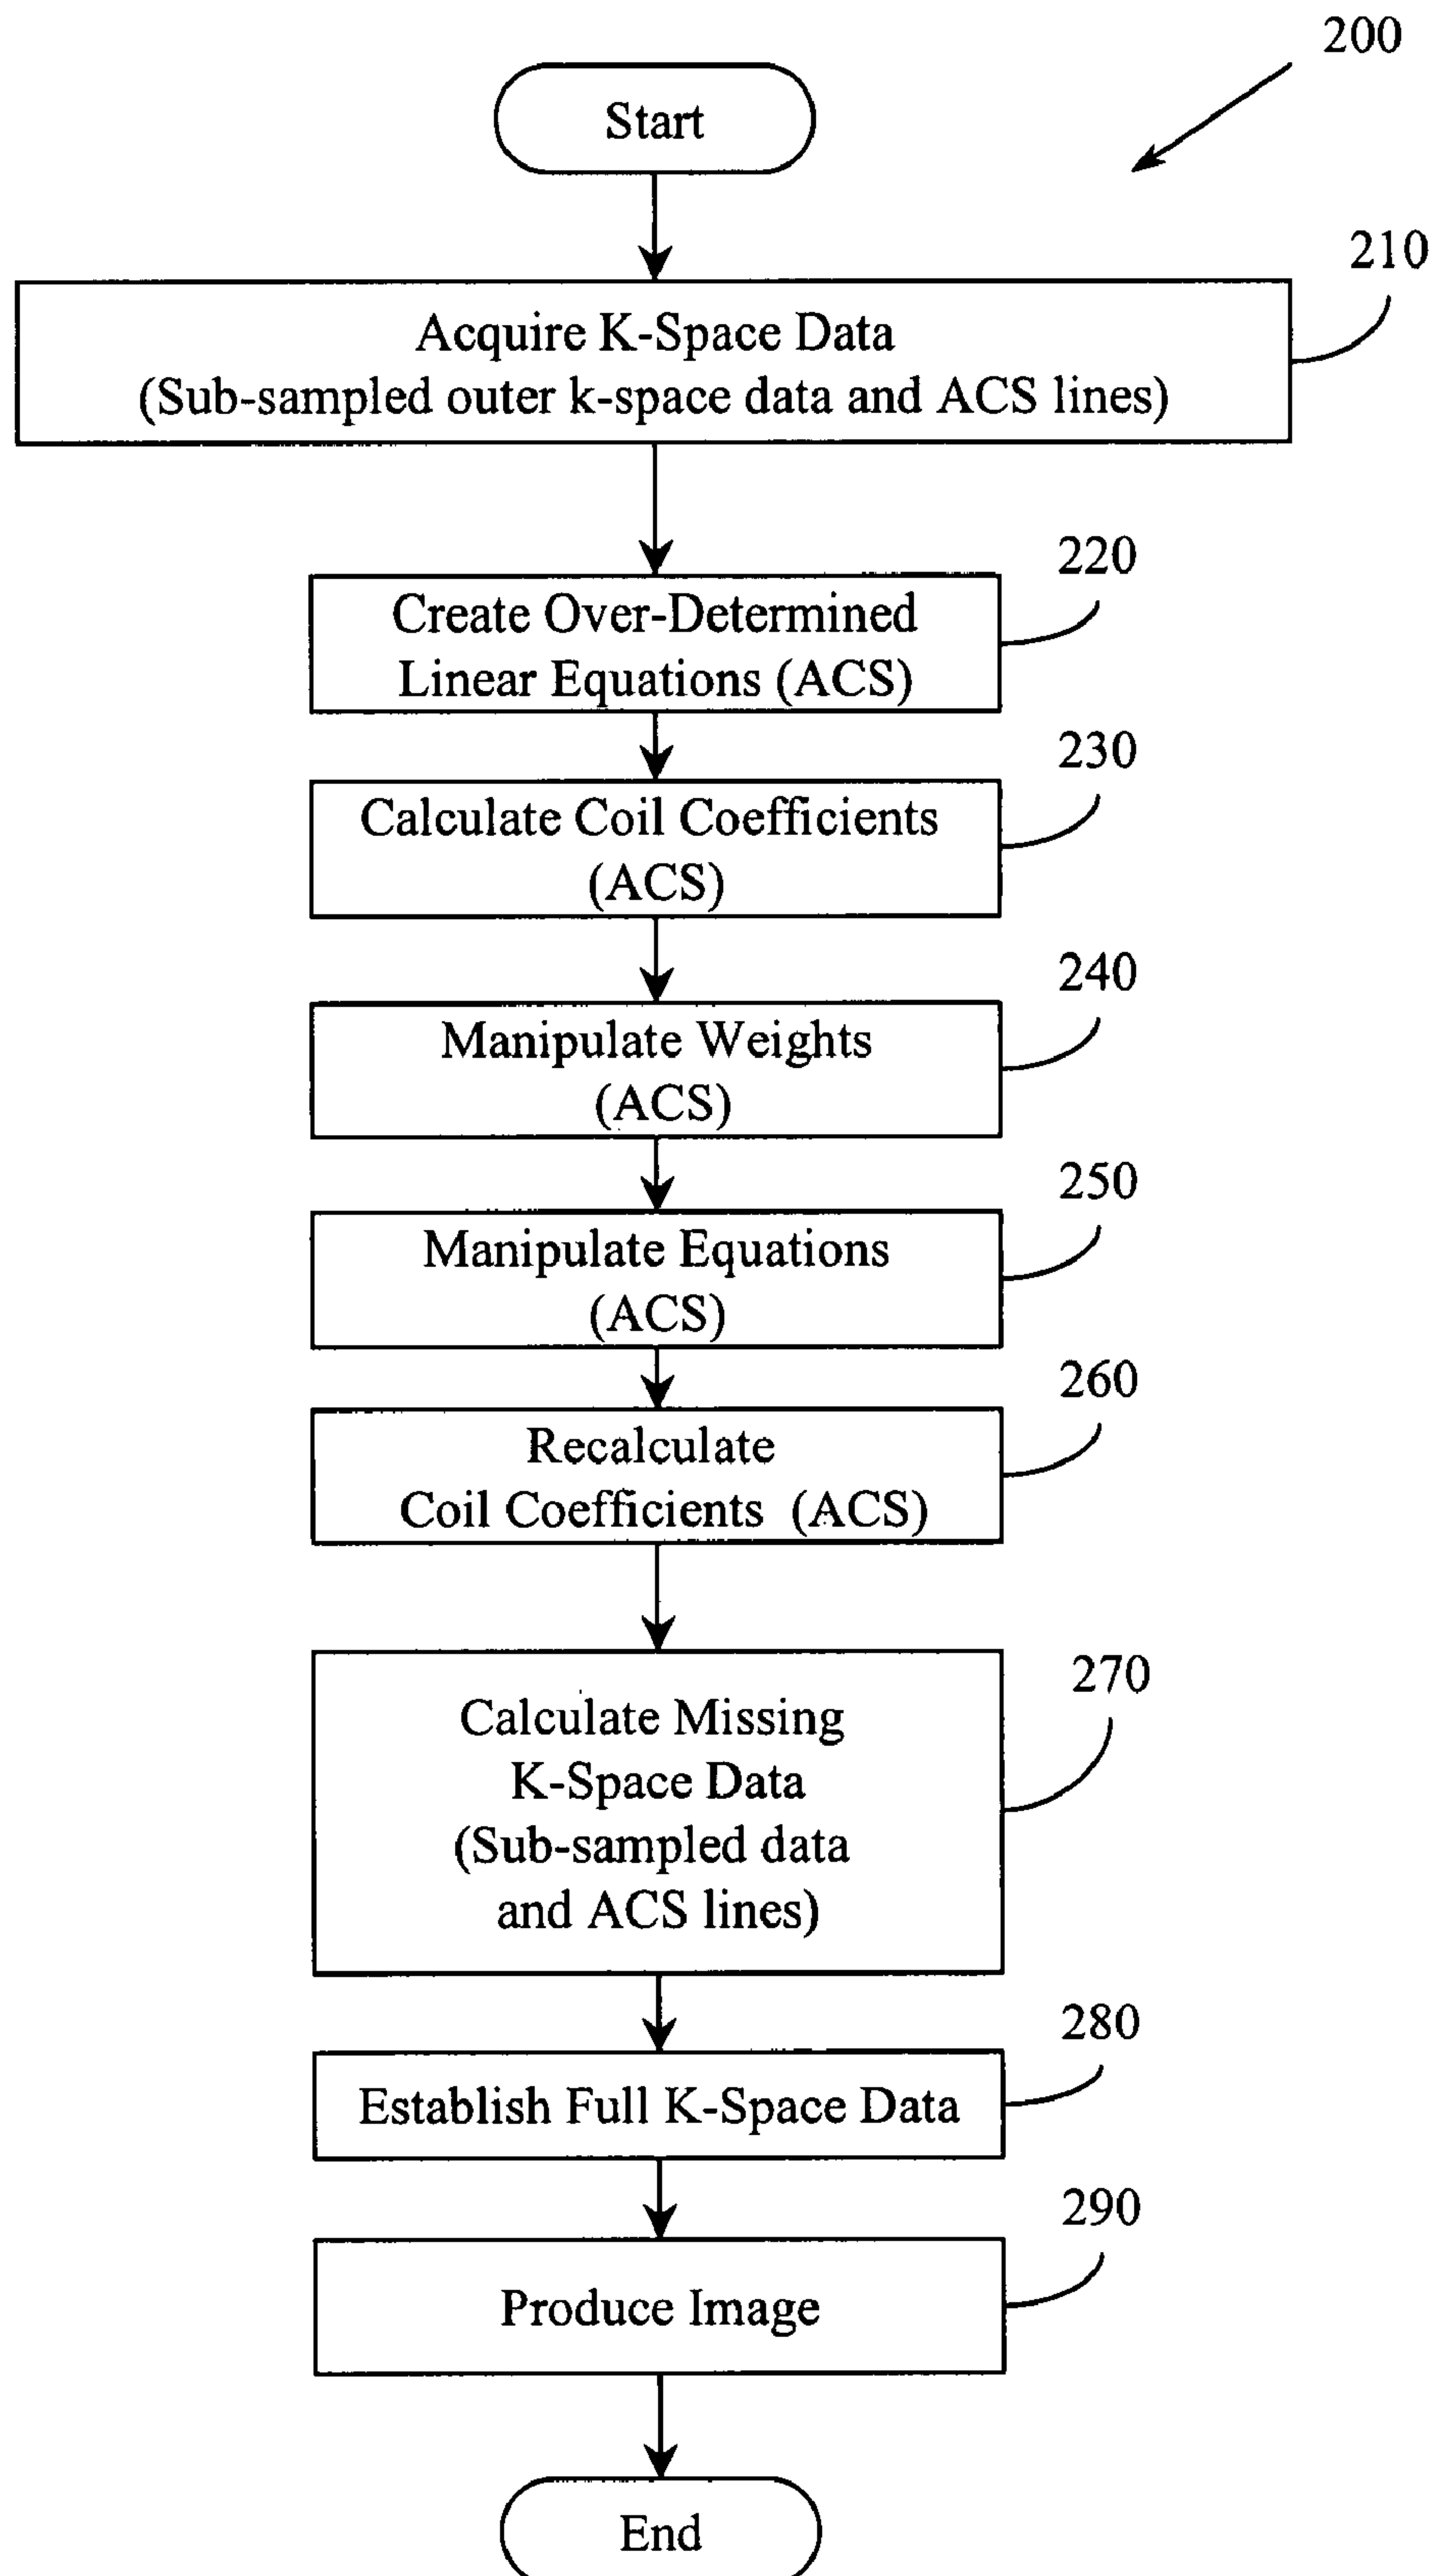 200
Start
210
Acquire K-Space Data
(Sub-sampled outer k-space data and ACS lines)
220
Create Over-Determined
Linear Equations (ACS)
230
Calculate Coil Coefficients
(ACS)
240
Manipulate Weights
(ACS)
250
Manipulate Equations
(ACS)
260
Recalculate
Coil Coefficients (ACS)
270
Calculate Missing
K-Space Data
(Sub-sampled data
and ACS lines)
280
Establish Full K-Space Data
290
Produce Image
End